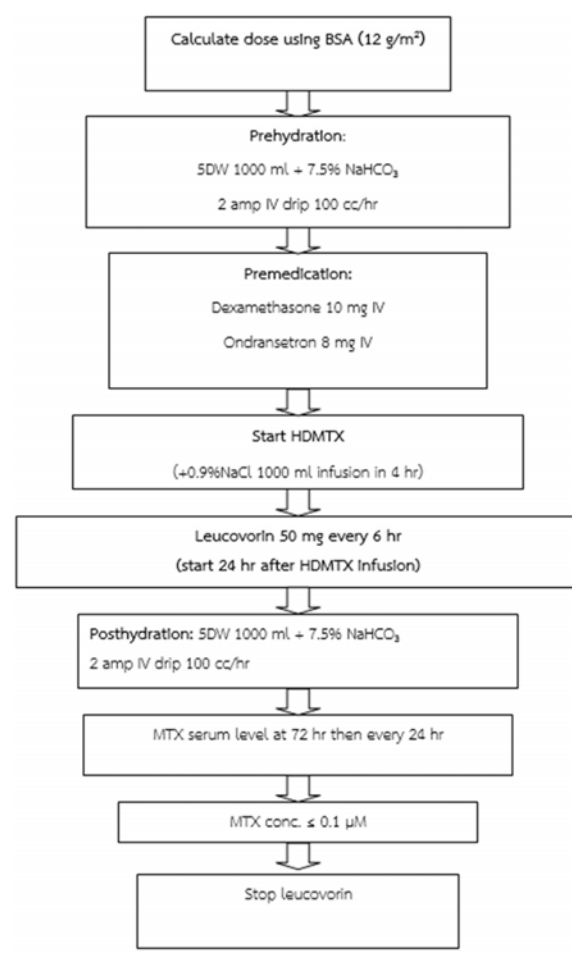 Calculate dose using BSA (12 g/m²)
Prehydration:
5DW 1000 ml + 7.5% NaHCO₃
2 amp IV drip 100 cc/hr
Premedication:
Dexamethasone 10 mg IV
Ondransetron 8 mg IV
Start HDMTX
(+0.9%NaCl 1000 ml infusion in 4 hr)
Leucovorin 50 mg every 6 hr
(start 24 hr after HDMTX infusion)
Posthydration: 5DW 1000 ml + 7.5% NaHCO₃
2 amp IV drip 100 cc/hr
MTX serum level at 72 hr then every 24 hr
MTX conc. ≤ 0.1 µM
Stop leucovorin